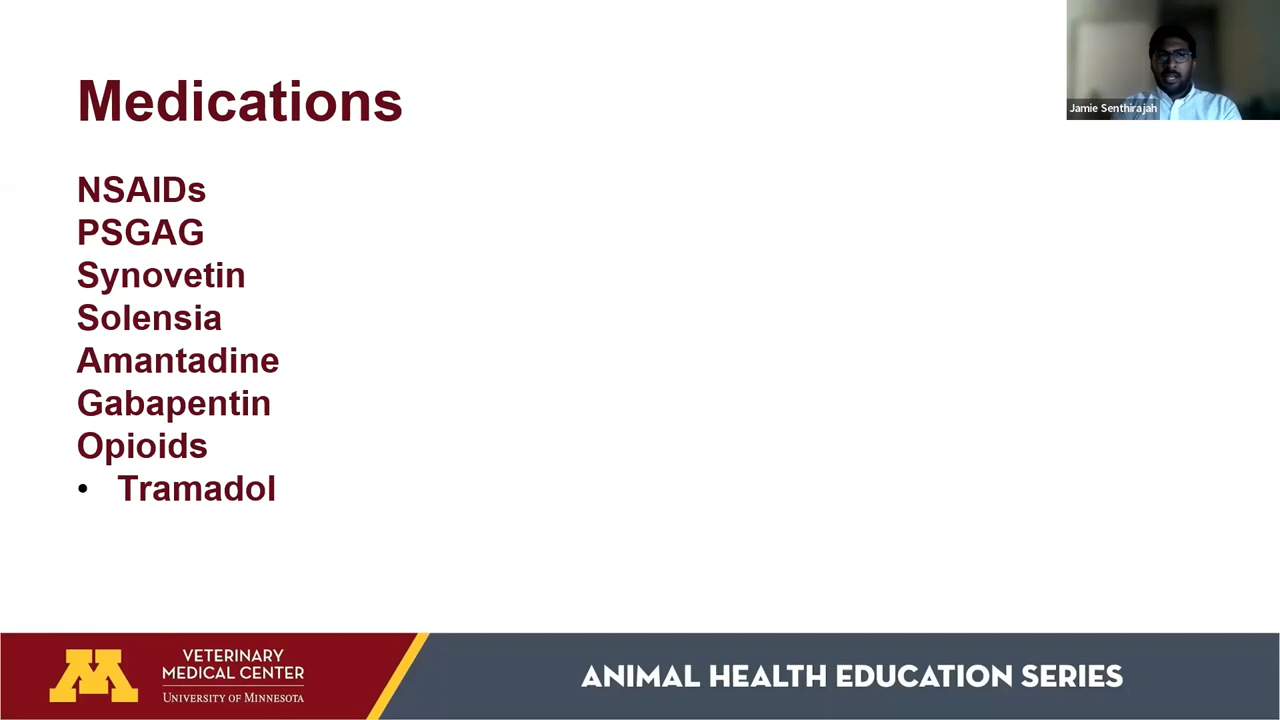 Medications
Jamie Senthirajah
NSAIDs
PSGAG
Synovetin
Solensia
Amantadine
Gabapentin
Opioids
• Tramadol
M
VETERINARY
MEDICAL CENTER
UNIVERSITY OF MINNESOTA
ANIMAL HEALTH EDUCATION SERIES